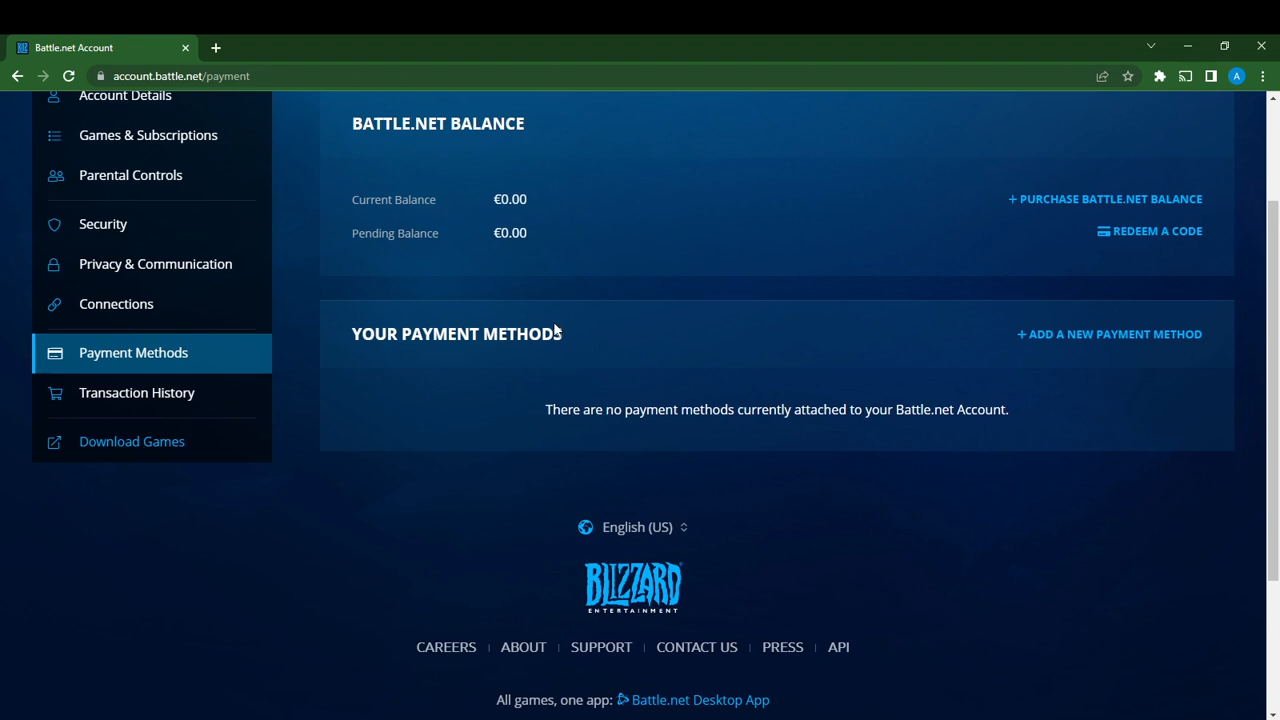 Battle.net Account
account.battle.net/payment
A
Account Details
Games & Subscriptions
Parental Controls
Security
Privacy & Communication
Connections
Payment Methods
Transaction History
Download Games
BATTLE.NET BALANCE
Current Balance €0.00
+ PURCHASE BATTLE.NET BALANCE
Pending Balance €0.00
REDEEM A CODE
YOUR PAYMENT METHODS
+ ADD A NEW PAYMENT METHOD
There are no payment methods currently attached to your Battle.net Account.
English (US)
BLIZZARD
ENTERTAINMENT
CAREERS | ABOUT | SUPPORT | CONTACT US | PRESS | API
All games, one app: Battle.net Desktop App